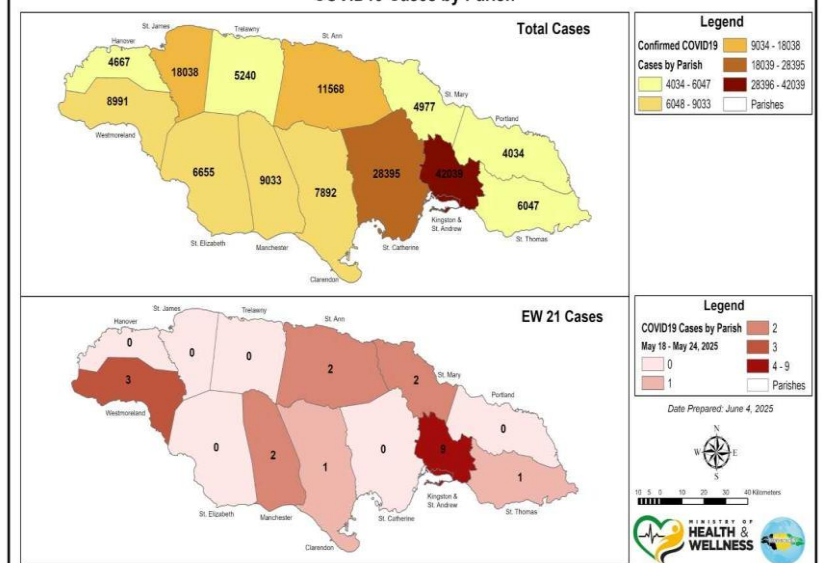 COVID19 Cases by Parish
Total Cases
St. James
Trelawny
St. Ann
Hanover
4667
18038
5240
11568
8991
4977
St. Mary
Westmoreland
Portland
4034
6655
9033
7892
28395
42039
6047
Kingston &
St. Andrew
St. Elizabeth
Manchester
St. Catherine
St. Thomas
Clarendon
Legend
Confirmed COVID19
Cases by Parish
4034 - 6047
6048 - 9033
9034 - 18038
18039 - 28395
28396 - 42039
Parishes
EW 21 Cases
St. James
Trelawny
St. Ann
Hanover
0
0
0
2
2
St. Mary
3
Portland
Westmoreland
0
0
2
1
0
9
1
Kingston &
St. Andrew
St. Elizabeth
Manchester
St. Catherine
St. Thomas
Clarendon
Legend
COVID19 Cases by Parish
May 18 - May 24, 2025
0
1
2
3
4 - 9
Parishes
Date Prepared: June 4, 2025
N
W
E
S
10 5 0 10 20 30 40 Kilometers
MINISTRY OF
HEALTH &
WELLNESS